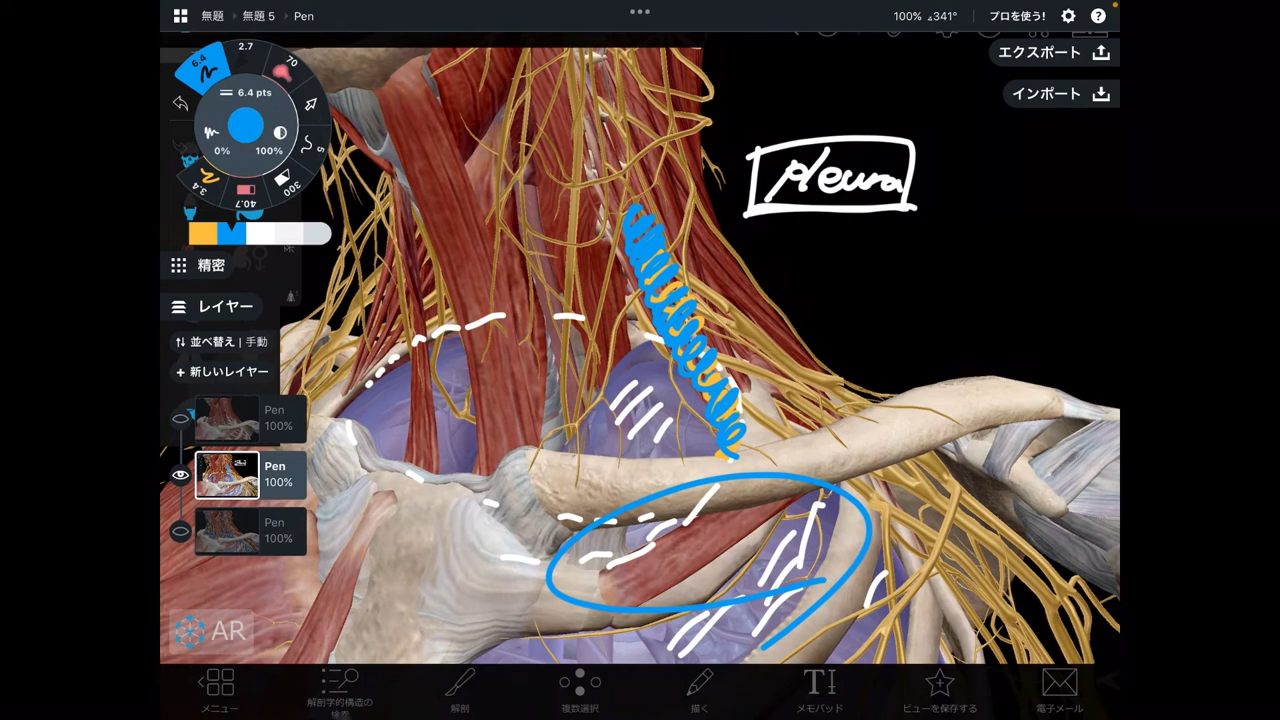 無題 › 無題 5 › Pen
100% ⊿341°
プロを使う!
エクスポート
インポート
2.7
6.4
70
6.4 pts
0%
100%
5
3.4
300
40.7
Pleura
精密
レイヤー
並べ替え | 手動
+ 新しいレイヤー
Pen
100%
Pen
100%
Pen
100%
AR
メニュー
解剖学的構造の
検索
解剖
複数選択
描く
メモパッド
ビューを保存する
電子メール